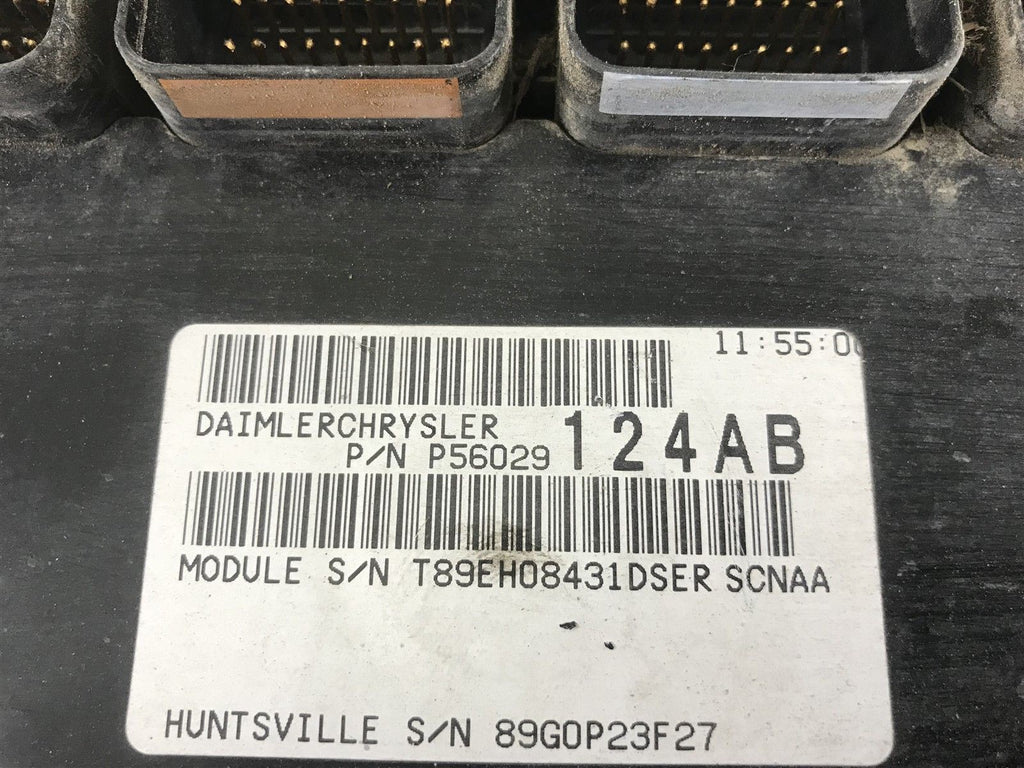 11:55:0
DAIMLERCHRYSLER
P/N P56029 124AB
MODULE S/N T89EH08431DSER SCNAA
HUNTSVILLE S/N 89G0P23F27